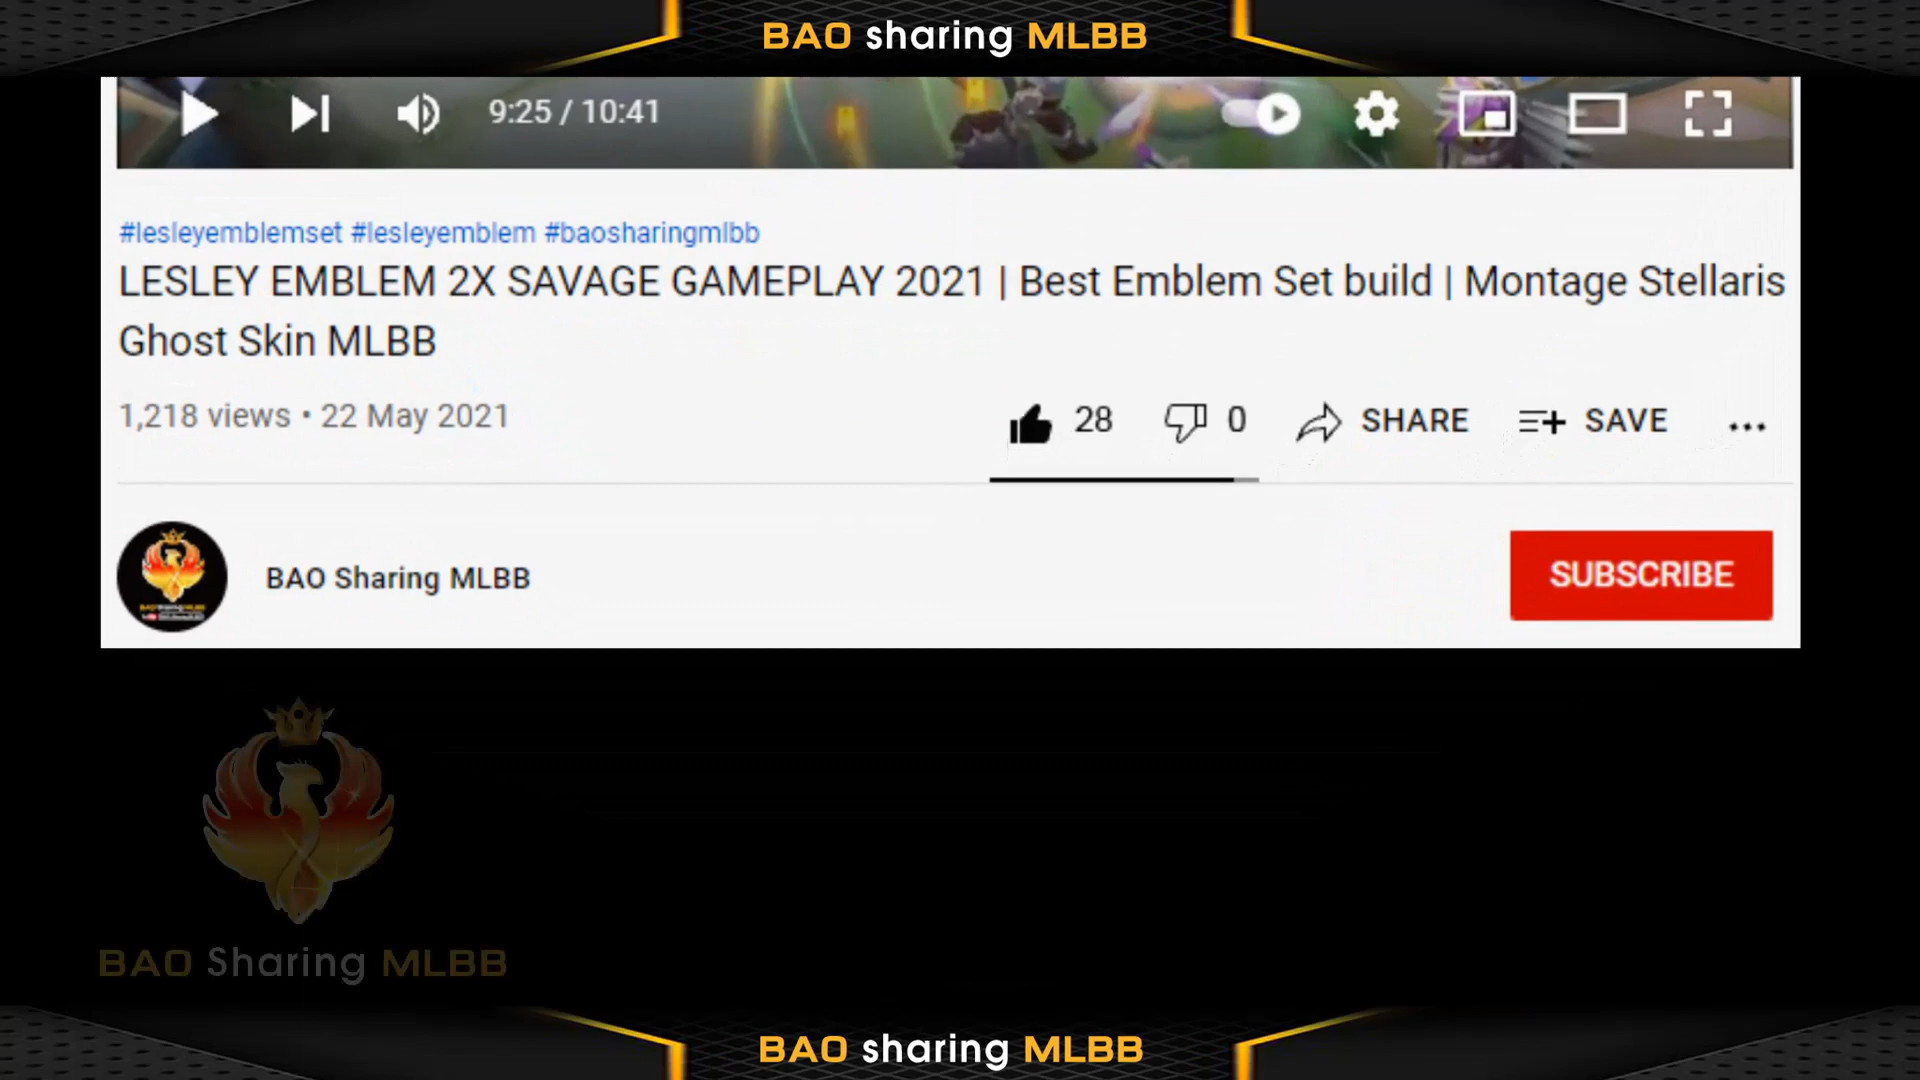 BAO sharing MLBB
9:25 / 10:41
#lesleyemblemset #lesleyemblem #baosharingmlbb
LESLEY EMBLEM 2X SAVAGE GAMEPLAY 2021 | Best Emblem Set build | Montage Stellaris
Ghost Skin MLBB
1,218 views • 22 May 2021
28 0 SHARE SAVE
BAO Sharing MLBB
SUBSCRIBE
BAO Sharing MLBB
BAO sharing MLBB